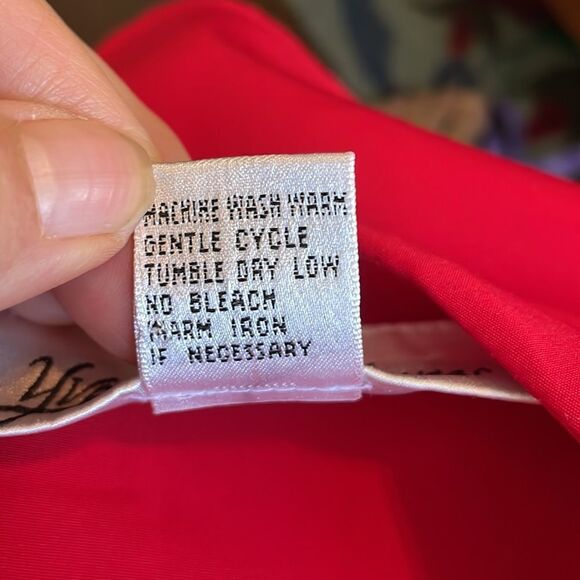 MACHINE WASH WARM
GENTLE CYCLE
TUMBLE DRY LOW
NO BLEACH
WARM IRON
IF NECESSARY